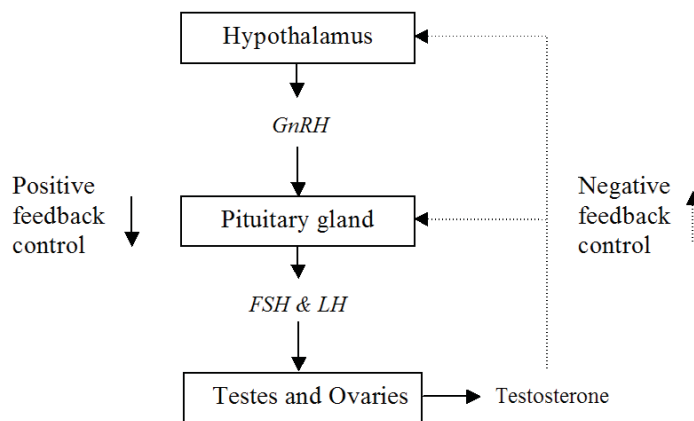 Hypothalamus
GnRH
Positive
feedback
control
Pituitary gland
Negative
feedback
control
FSH & LH
Testes and Ovaries
Testosterone